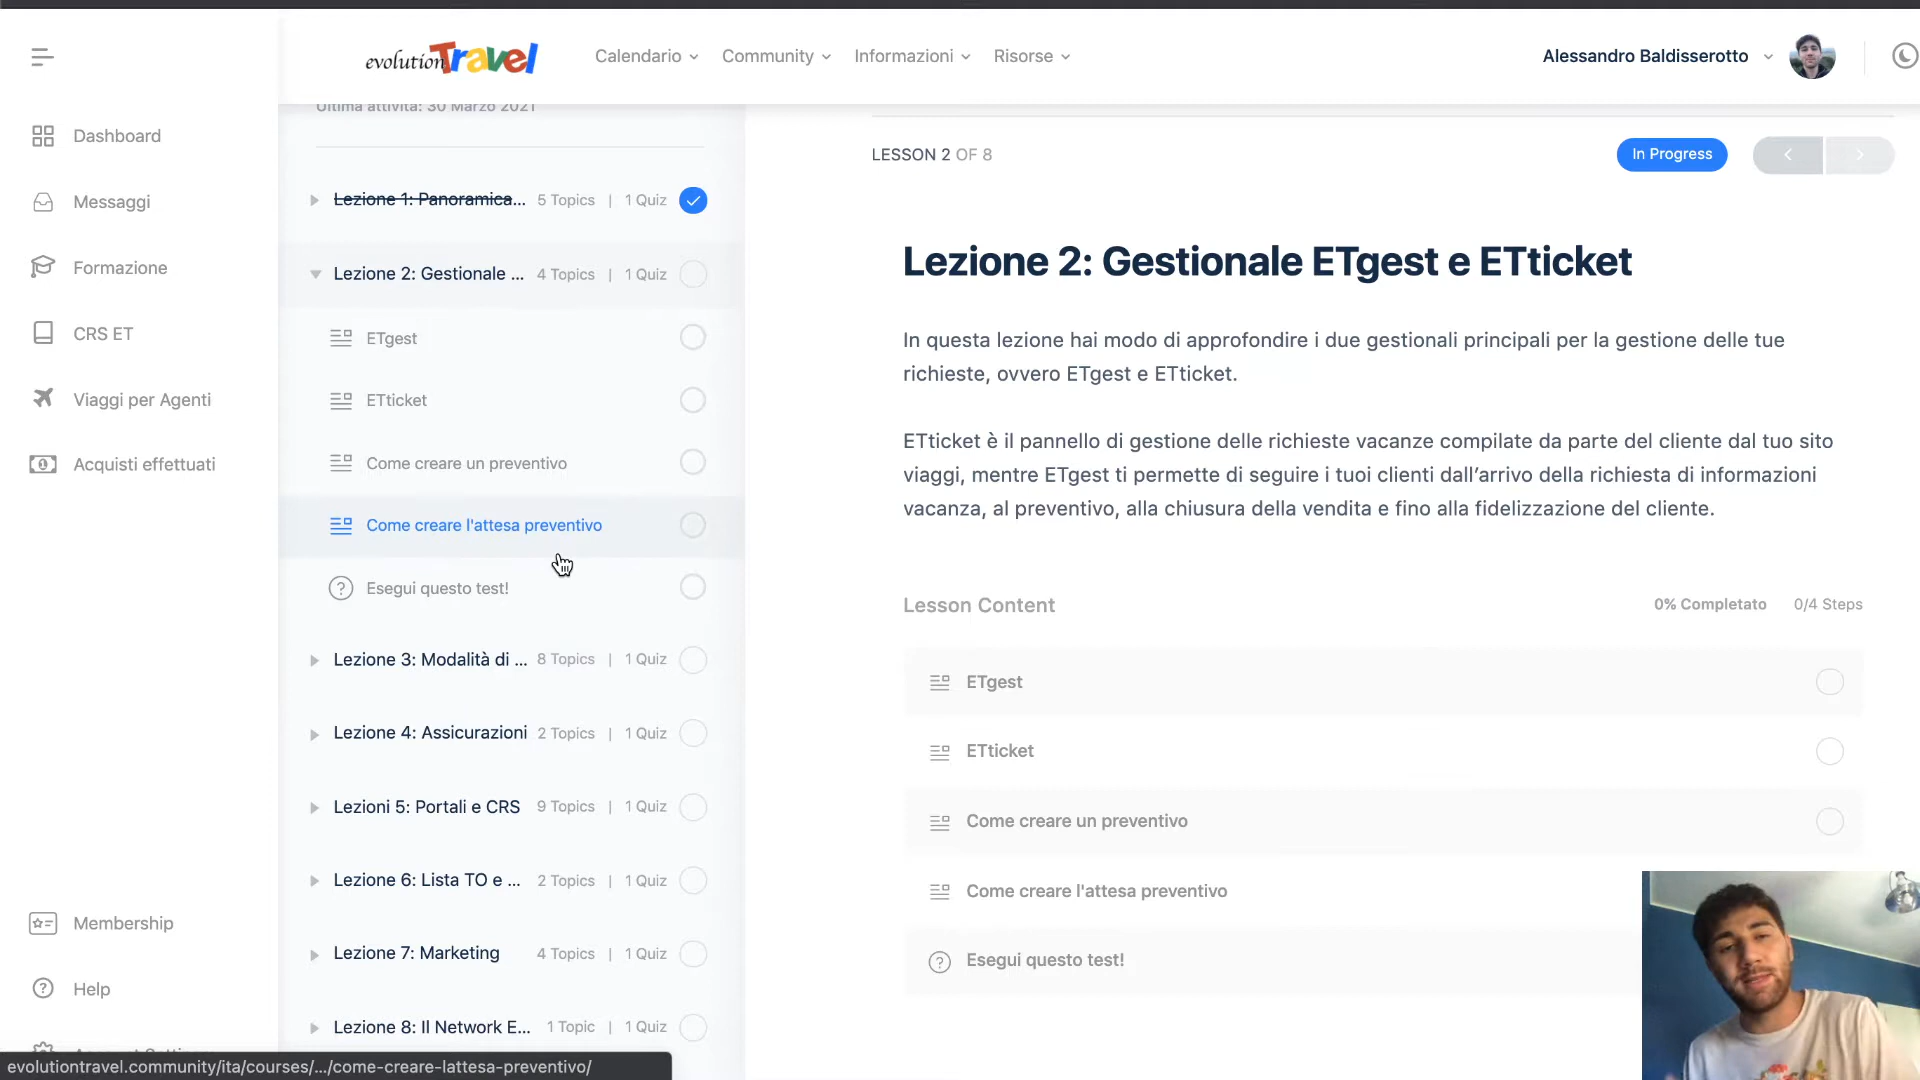 evolutionTravel
Calendario
Community
Informazioni
Risorse
Alessandro Baldisserotto
Dashboard
Messaggi
Formazione
CRS ET
Viaggi per Agenti
Acquisti effettuati
Membership
Help
Ultima attività: 30 Marzo 2021
Lezione 1: Panoramica... 5 Topics | 1 Quiz
Lezione 2: Gestionale ... 4 Topics | 1 Quiz
ETgest
ETticket
Come creare un preventivo
Come creare l'attesa preventivo
Esegui questo test!
Lezione 3: Modalità di ... 8 Topics | 1 Quiz
Lezione 4: Assicurazioni 2 Topics | 1 Quiz
Lezioni 5: Portali e CRS 9 Topics | 1 Quiz
Lezione 6: Lista TO e ... 2 Topics | 1 Quiz
Lezione 7: Marketing 4 Topics | 1 Quiz
Lezione 8: Il Network E... 1 Topic | 1 Quiz
evolutiontravel.community/ita/courses/.../come-creare-lattesa-preventivo/
LESSON 2 OF 8
In Progress
Lezione 2: Gestionale ETgest e ETticket
In questa lezione hai modo di approfondire i due gestionali principali per la gestione delle tue
richieste, ovvero ETgest e ETticket.
ETticket è il pannello di gestione delle richieste vacanze compilate da parte del cliente dal tuo sito
viaggi, mentre ETgest ti permette di seguire i tuoi clienti dall’arrivo della richiesta di informazioni
vacanza, al preventivo, alla chiusura della vendita e fino alla fidelizzazione del cliente.
Lesson Content
0% Completato 0/4 Steps
ETgest
ETticket
Come creare un preventivo
Come creare l'attesa preventivo
Esegui questo test!